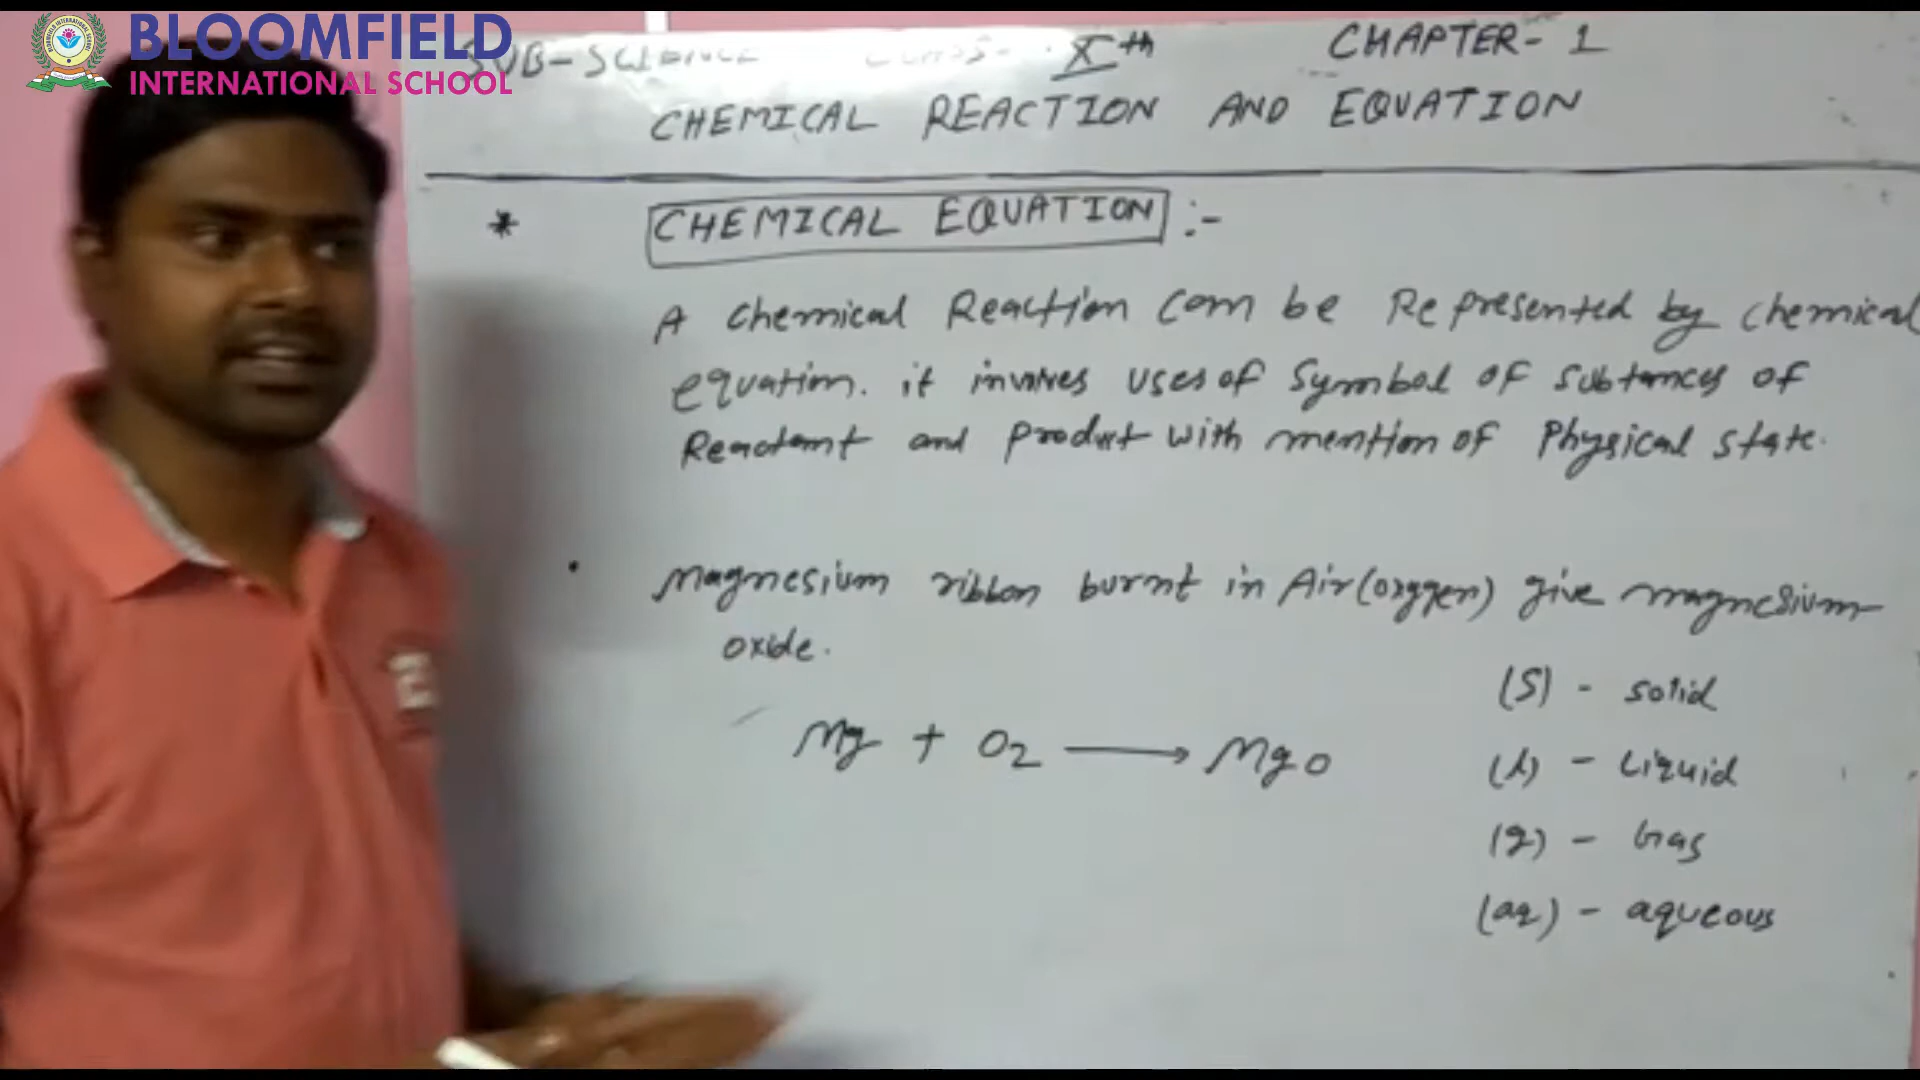 BLOOMFIELD
INTERNATIONAL SCHOOL
SUB-SCIENCE CLASS- Xth CHAPTER-1
CHEMICAL REACTION AND EQUATION
* CHEMICAL EQUATION :-
A Chemical Reaction Can be Represented by Chemical
equation. it involves uses of Symbol of Subtances of
Reactant and Product with mention of Physical state.
• Magnesium ribbon burnt in Air (oxygen) give magnesium
oxide.
Mg + O2 ⟶ MgO
(S) - solid
(l) - Liquid
(g) - Gas
(aq) - aqueous